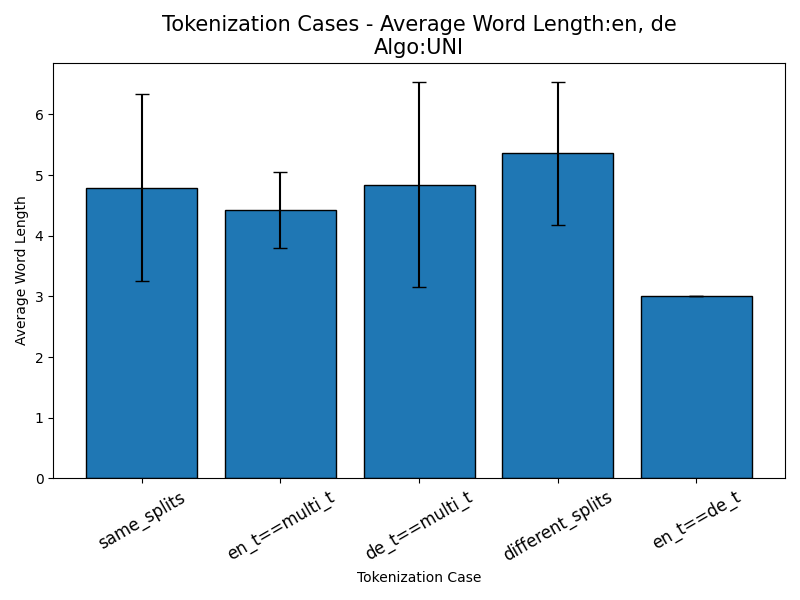 Tokenization Cases - Average Word Length:en, de
Algo:UNI
Average Word Length
6
5
4
3
2
1
0
same_splits
en_t==multi_t
de_t==multi_t
different_splits
en_t==de_t
Tokenization Case